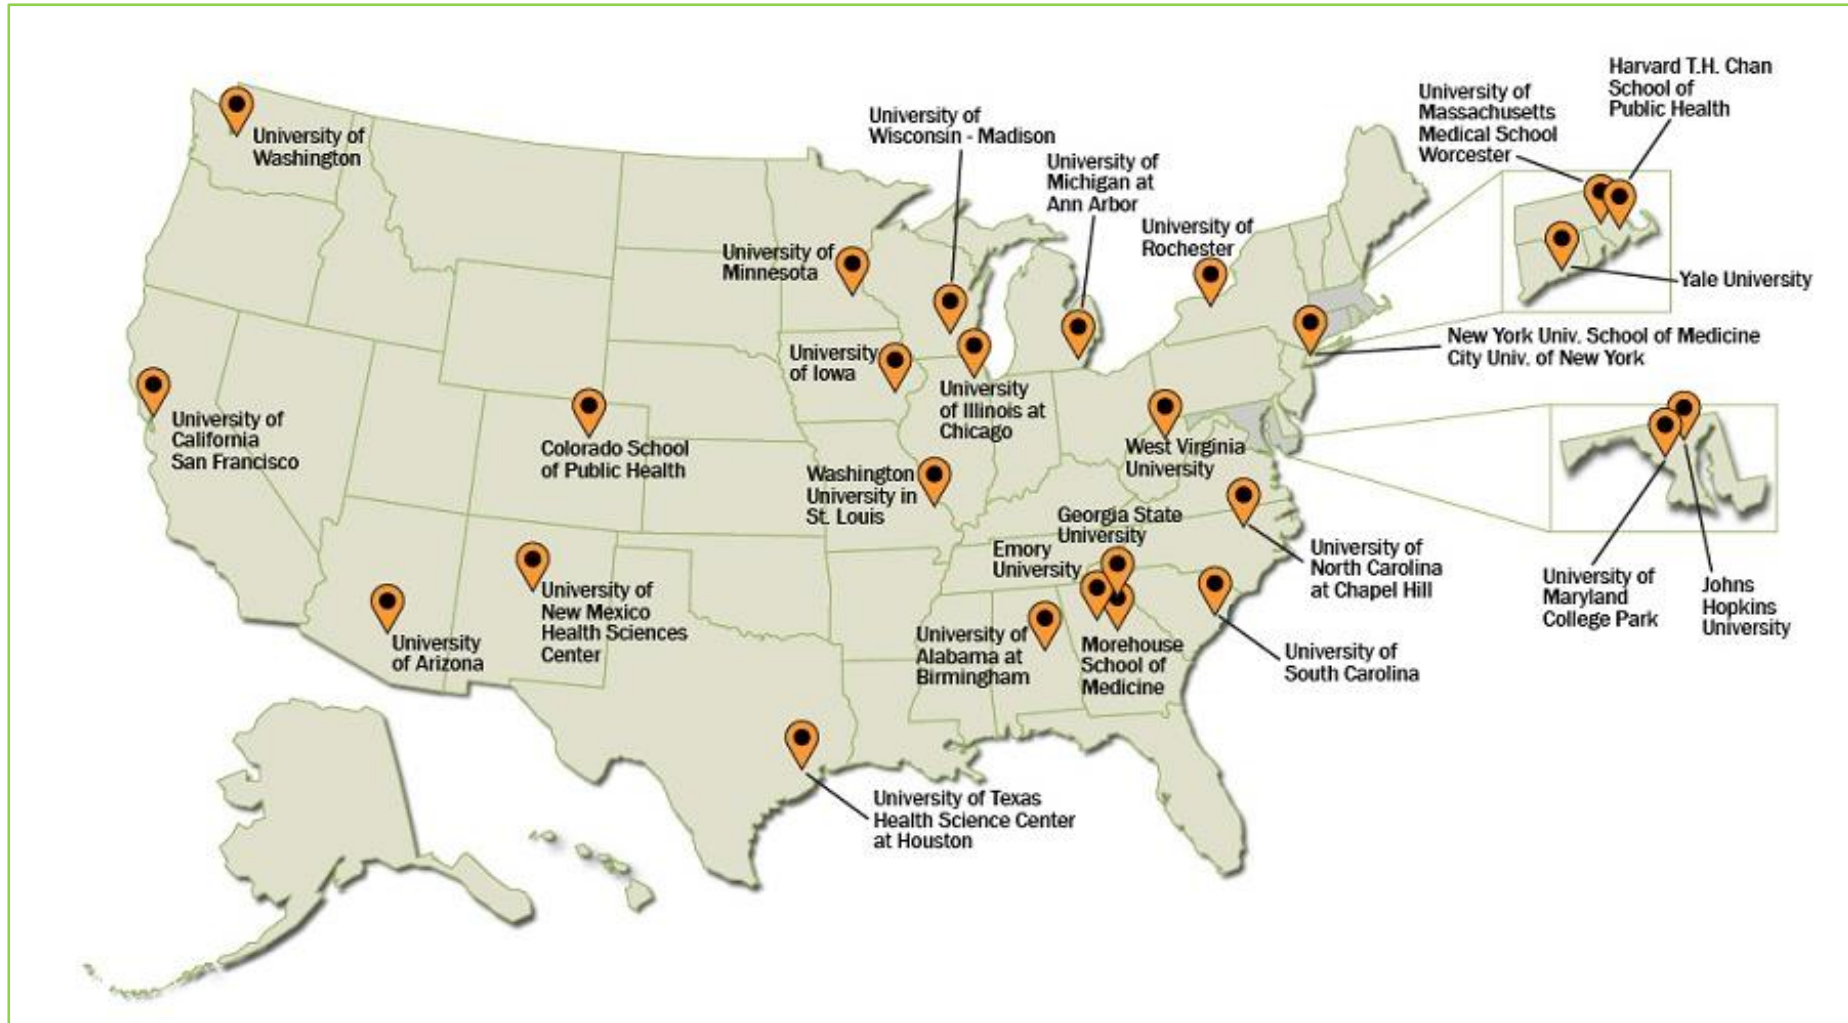 University of
Washington
University of
California
San Francisco
Colorado School
of Public Health
University
of Arizona
University of
New Mexico
Health Sciences
Center
University of Texas
Health Science Center
at Houston
University of
Minnesota
University
of Iowa
Washington
University in
St. Louis
University of
Wisconsin - Madison
University
of Illinois at
Chicago
University of
Michigan at
Ann Arbor
University of
Rochester
West Virginia
University
Georgia State
University
Emory
University
University of
Alabama at
Birmingham
Morehouse
School of
Medicine
University of
South Carolina
University of
North Carolina
at Chapel Hill
University of
Massachusetts
Medical School
Worcester
Harvard T.H. Chan
School of
Public Health
Yale University
New York Univ. School of Medicine
City Univ. of New York
University of
Maryland
College Park
Johns
Hopkins
University